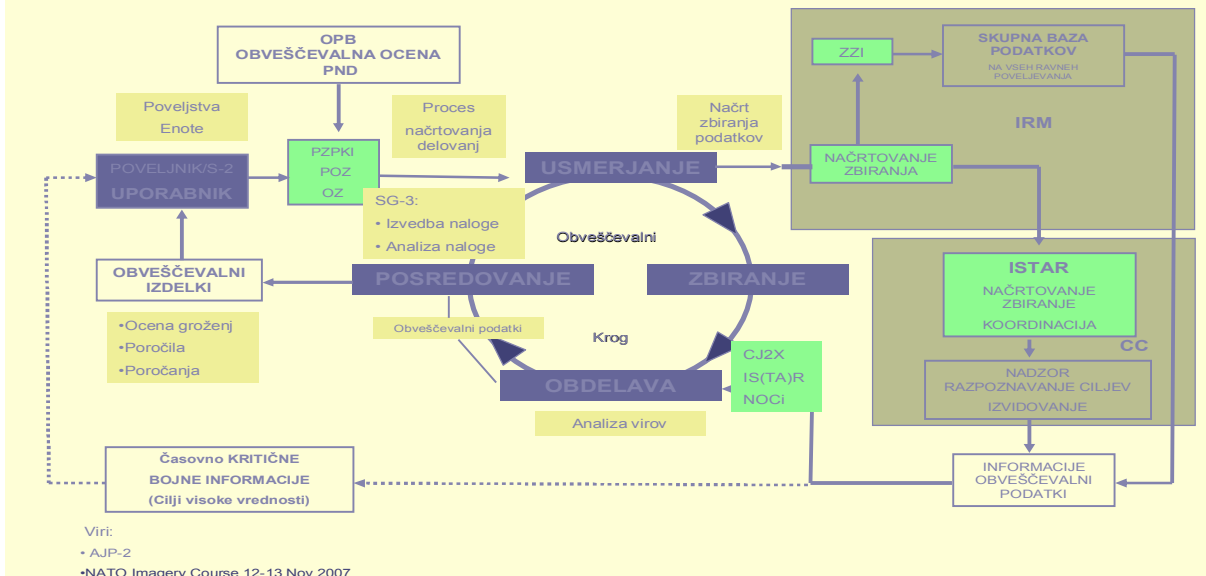 OPB
OBVEŠČEVALNA OCENA
PND
Poveljstva
Enote
Proces
načrtovanja
delovanj
Načrt
zbiranja
podatkov
ZZI
SKUPNA BAZA
PODATKOV
NA VSEH RAVNEH
POVELJEVANJA
IRM
POVELJNIK/S-2
UPORABNIK
PZPKI
POZ
OZ
USMERJANJE
NAČRTOVANJE
ZBIRANJA
SG-3:
• Izvedba naloge
• Analiza naloge
Obveščevalni
OBVEŠČEVALNI
IZDELKI
POSREDOVANJE
ZBIRANJE
ISTAR
NAČRTOVANJE
ZBIRANJE
KOORDINACIJA
CC
•Ocena groženj
•Poročila
•Poročanja
Obveščevalni podatki
Krog
CJ2X
IS(TA)R
NOCi
OBDELAVA
NADZOR
RAZPOZNAVANJE CILJEV
IZVIDOVANJE
Analiza virov
Časovno KRITIČNE
BOJNE INFORMACIJE
(Cilji visoke vrednosti)
INFORMACIJE
OBVEŠČEVALNI
PODATKI
Viri:
• AJP-2
•NATO Imagery Course 12-13 Nov 2007